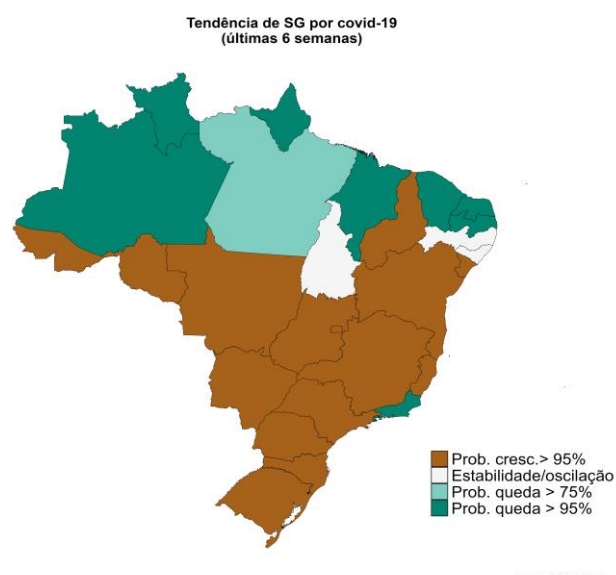 Tendência de SG por covid-19
(últimas 6 semanas)
Prob. cresc.> 95%
Estabilidade/oscilação
Prob. queda > 75%
Prob. queda > 95%